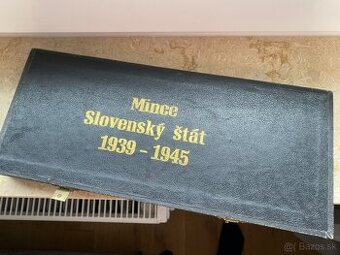 Mince
Slovenský štát
1939 - 1945
Bazos.sk